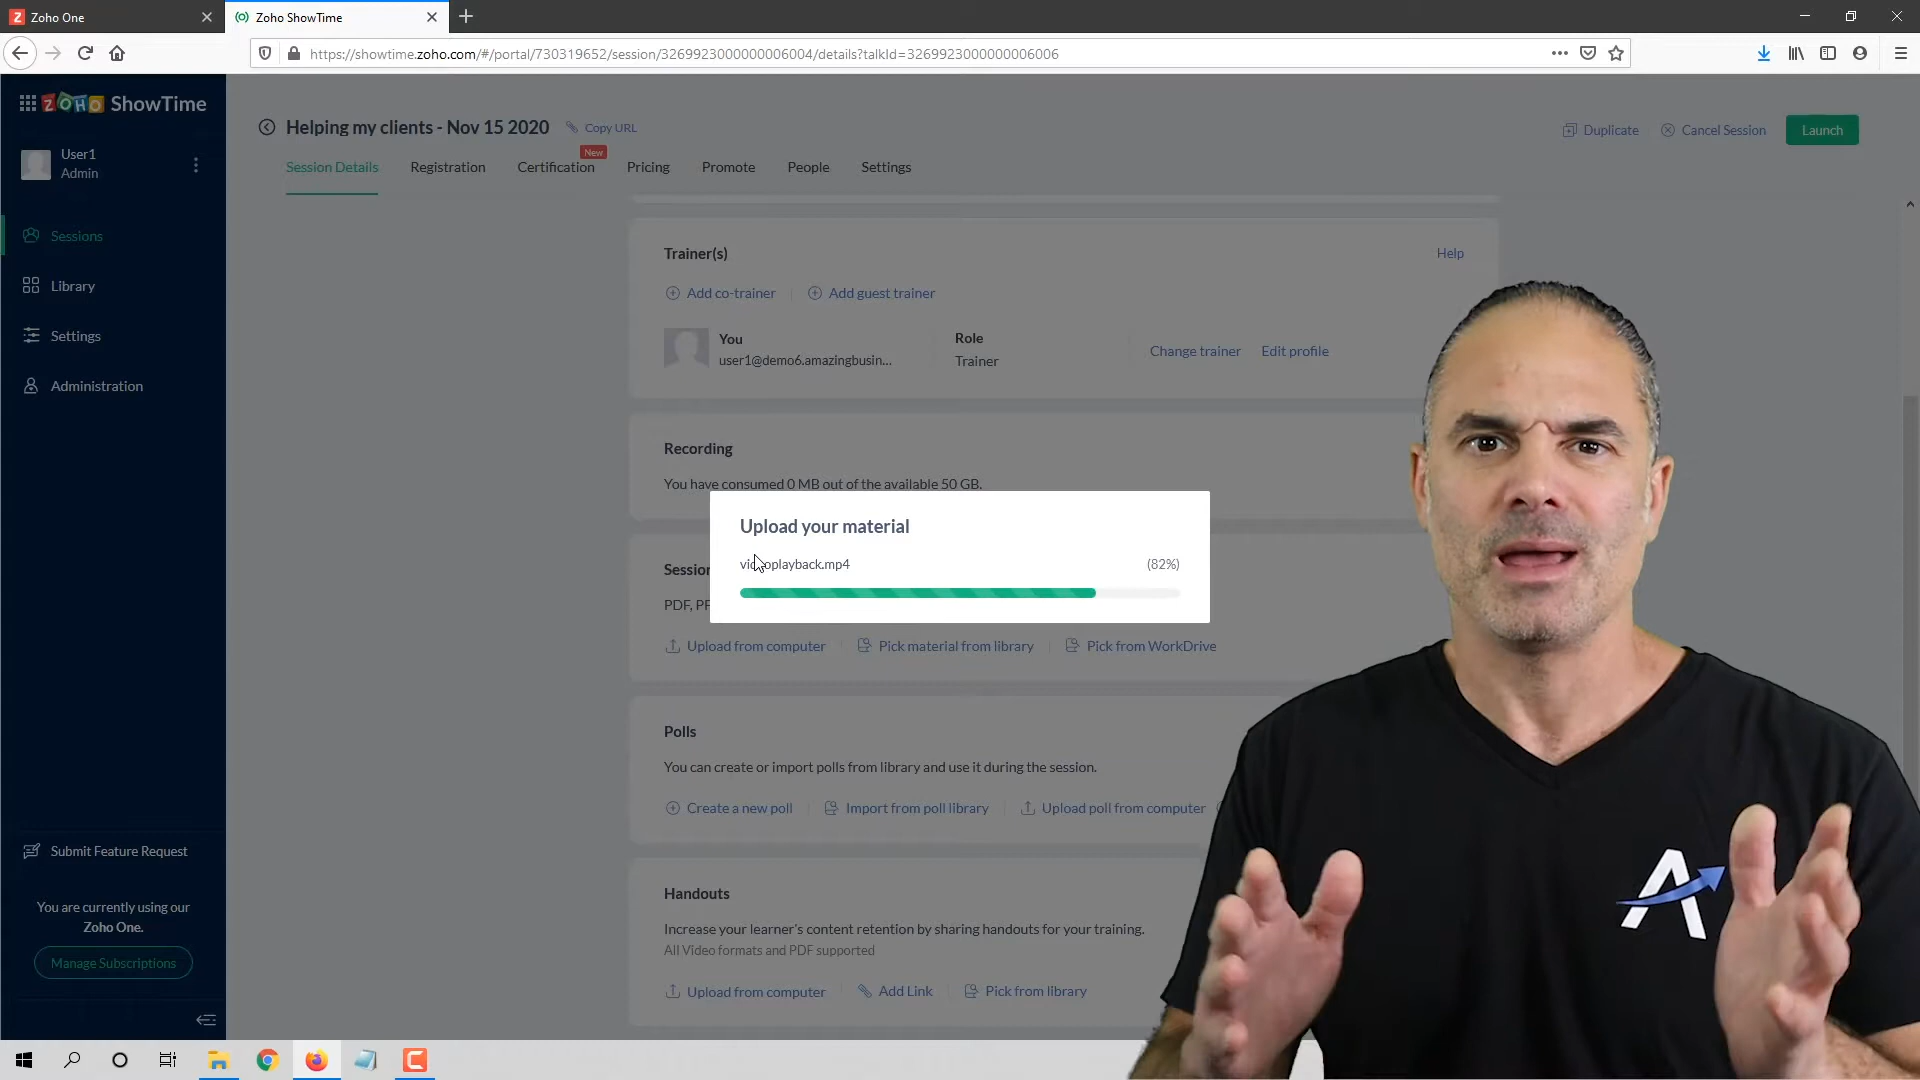 Zoho One
Zoho ShowTime
https://showtime.zoho.com/#/portal/730319652/session/3269923000000006004/details?talkId=3269923000000006006
ZOHO ShowTime
User1
Admin
Sessions
Library
Settings
Administration
Submit Feature Request
You are currently using our
Zoho One.
Manage Subscriptions
Helping my clients - Nov 15 2020
Copy URL
Duplicate
Cancel Session
Launch
New
Session Details
Registration
Certification
Pricing
Promote
People
Settings
Trainer(s)
Help
Add co-trainer
Add guest trainer
You
user1@demo6.amazingbusin...
Role
Trainer
Change trainer
Edit profile
Recording
You have consumed 0 MB out of the available 50 GB.
Upload your material
(82%)
PDF,
Upload from computer
Pick material from library
Pick from WorkDrive
Polls
You can create or import polls from library and use it during the session.
Create a new poll
Import from poll library
Upload poll from computer
Handouts
Increase your learner's content retention by sharing handouts for your training.
All Video formats and PDF supported
Upload from computer
Add Link
Pick from library